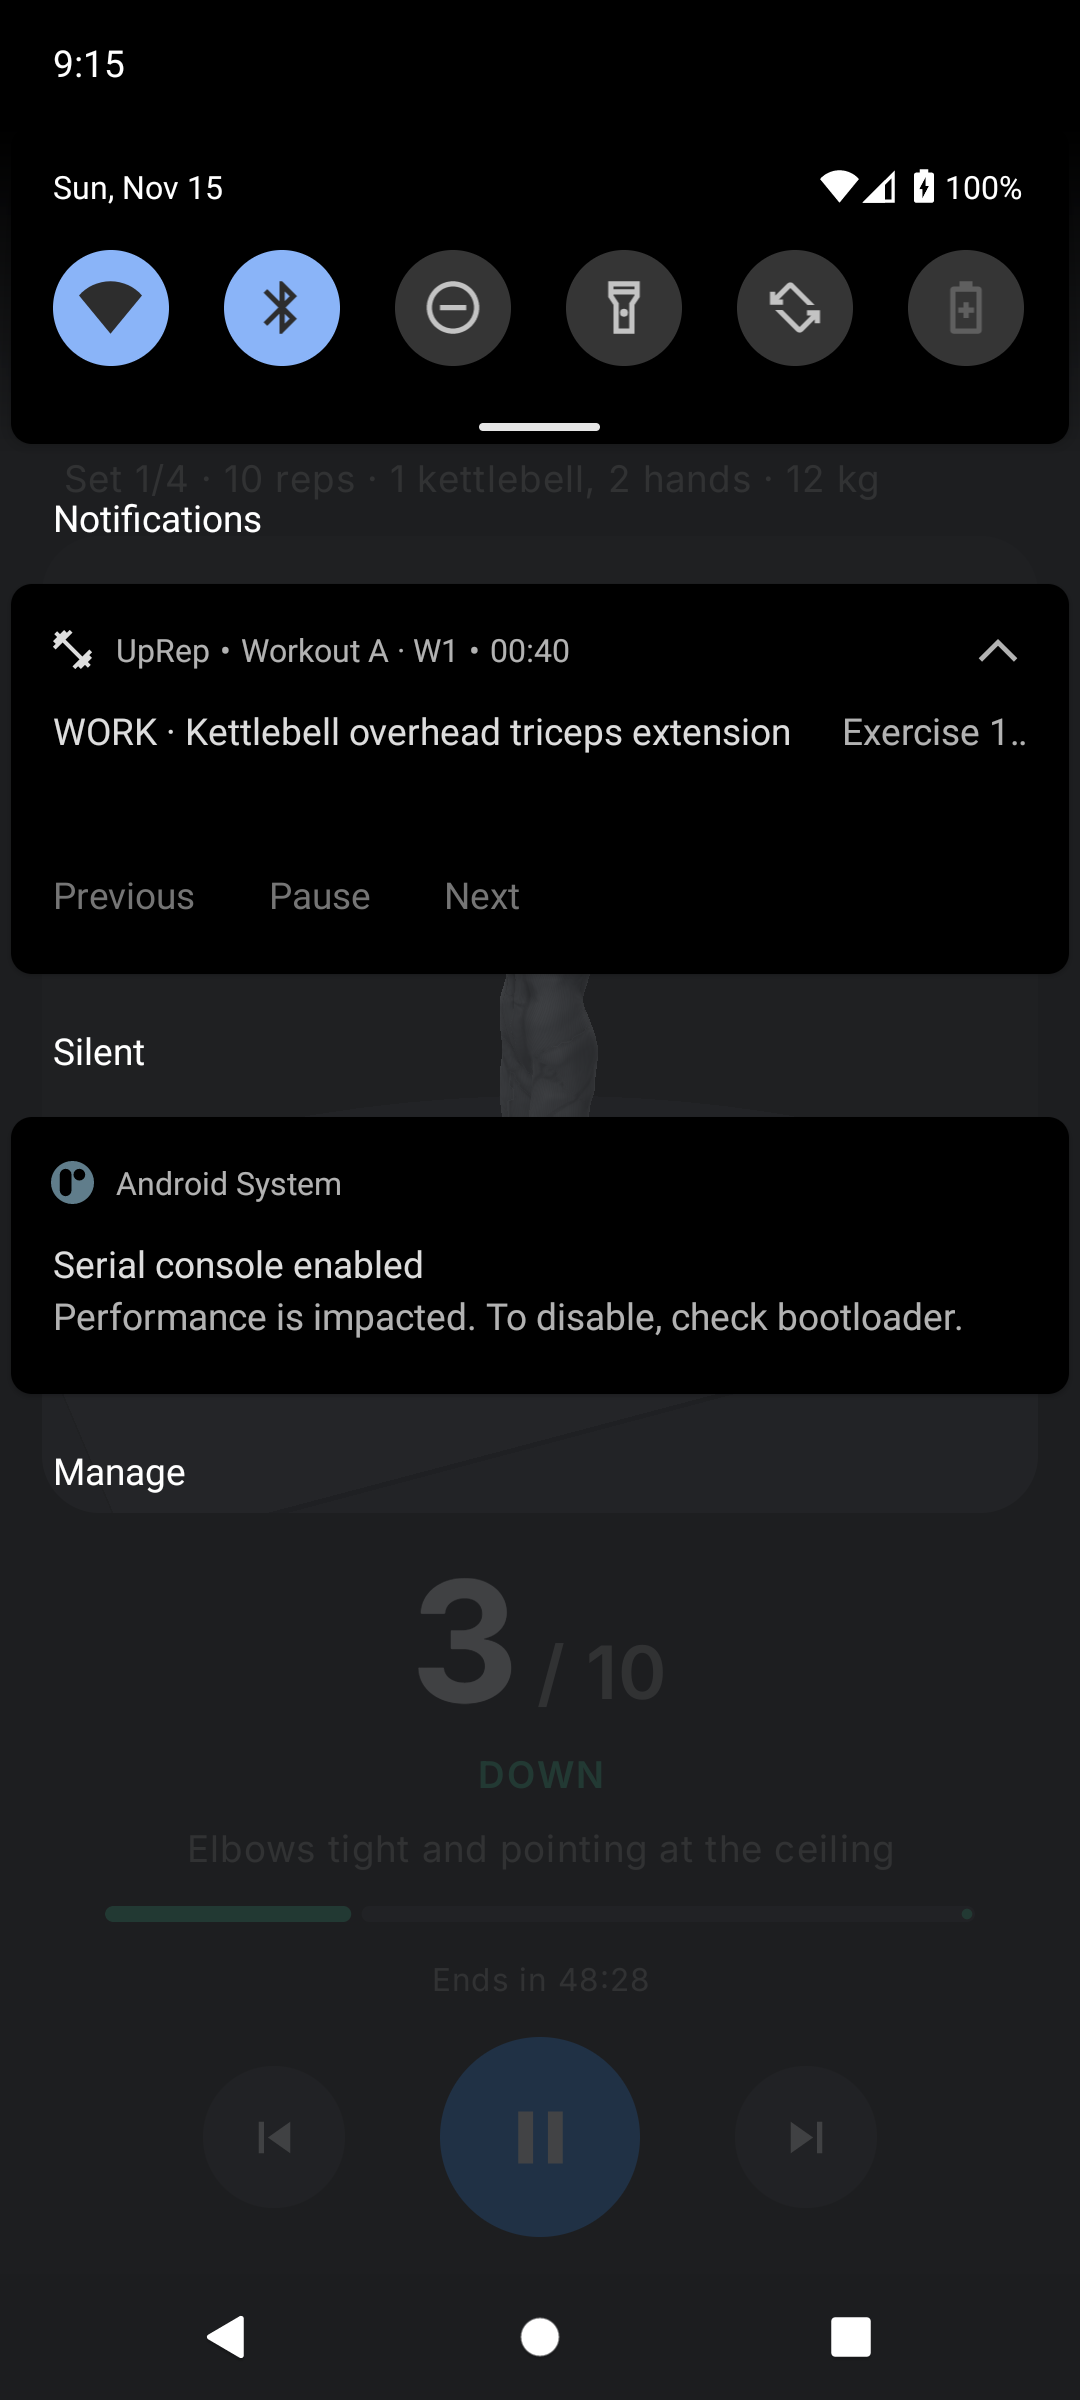 9:15
Sun, Nov 15
100%
Set 1/4 · 10 reps · 1 kettlebell, 2 hands · 12 kg
Notifications
UpRep • Workout A · W1 • 00:40
WORK · Kettlebell overhead triceps extension Exercise 1..
Previous Pause Next
Silent
Android System
Serial console enabled
Performance is impacted. To disable, check bootloader.
Manage
3 / 10
DOWN
Elbows tight and pointing at the ceiling
Ends in 48:28